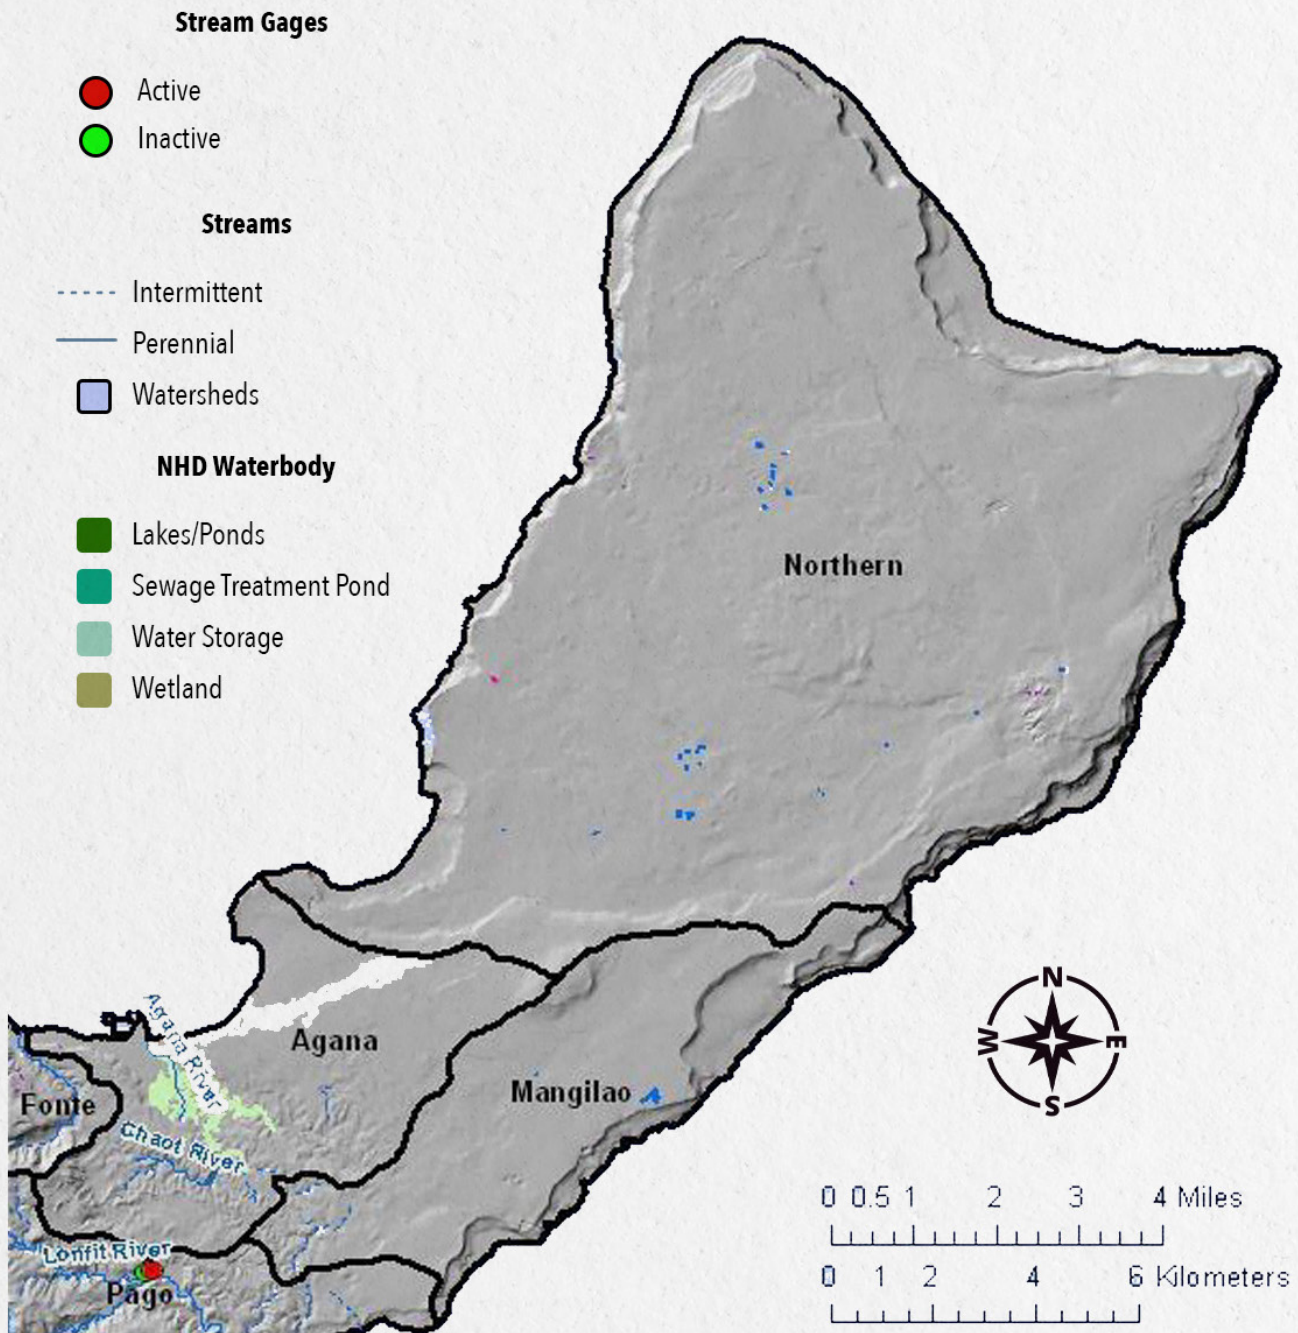 Stream Gages
Active
Inactive
Streams
Intermittent
Perennial
Watersheds
NHD Waterbody
Lakes/Ponds
Sewage Treatment Pond
Water Storage
Wetland
Northern
Agana River
Agana
Mangilao
Fonte
Chaot River
Lonfit River
Pago
N
W
E
S
0 0.5 1 2 3 4 Miles
0 1 2 4 6 Kilometers